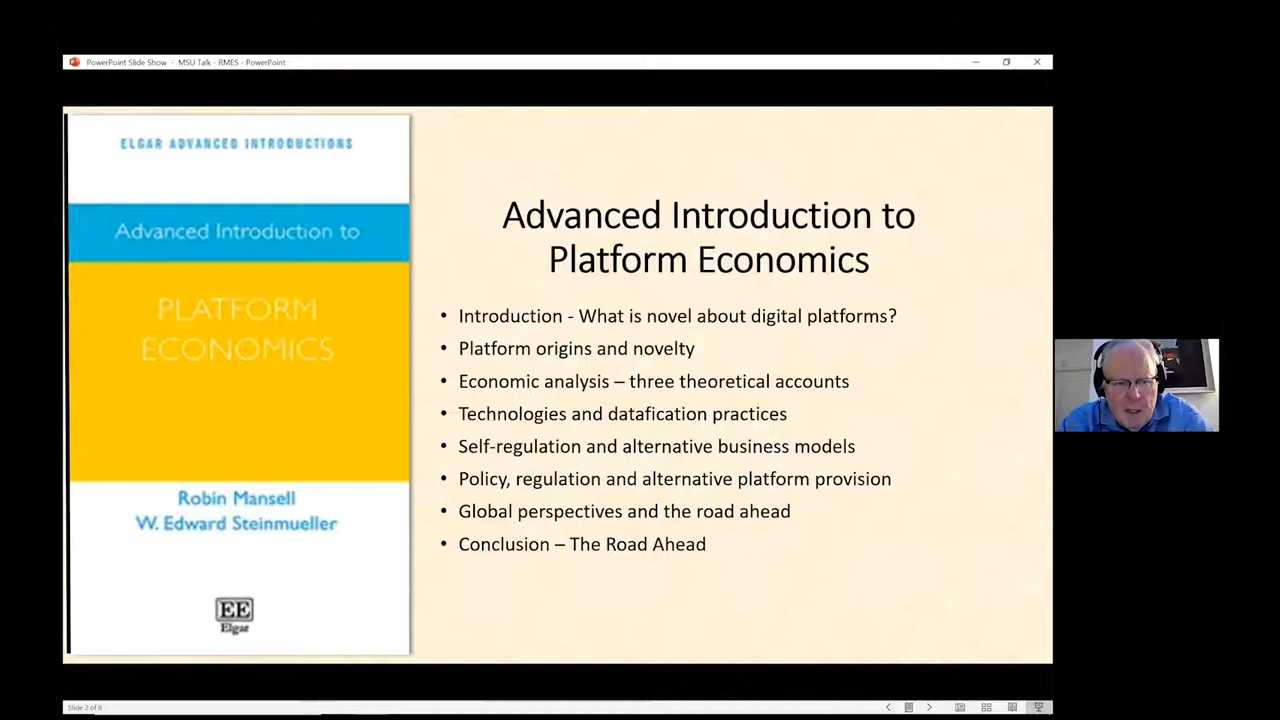 PowerPoint Slide Show - MSU Talk - RMES - PowerPoint
ELGAR ADVANCED INTRODUCTIONS
Advanced Introduction to
PLATFORM
ECONOMICS
Robin Mansell
W. Edward Steinmueller
EE
Elgar
Advanced Introduction to
Platform Economics
• Introduction - What is novel about digital platforms?
• Platform origins and novelty
• Economic analysis – three theoretical accounts
• Technologies and datafication practices
• Self-regulation and alternative business models
• Policy, regulation and alternative platform provision
• Global perspectives and the road ahead
• Conclusion – The Road Ahead
Slide 2 of 8